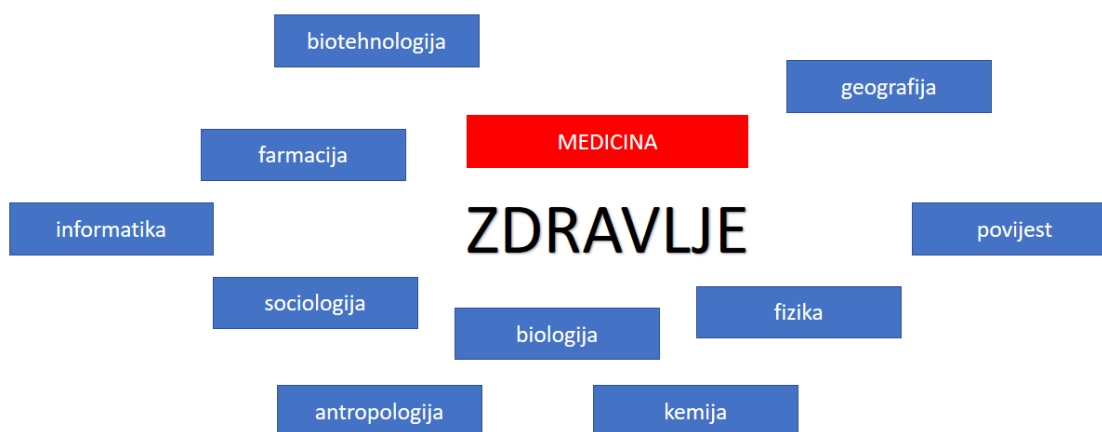 biotehnologija
geografija
MEDICINA
farmacija
informatika
ZDRAVLJE
povijest
sociologija
fizika
biologija
antropologija
kemija